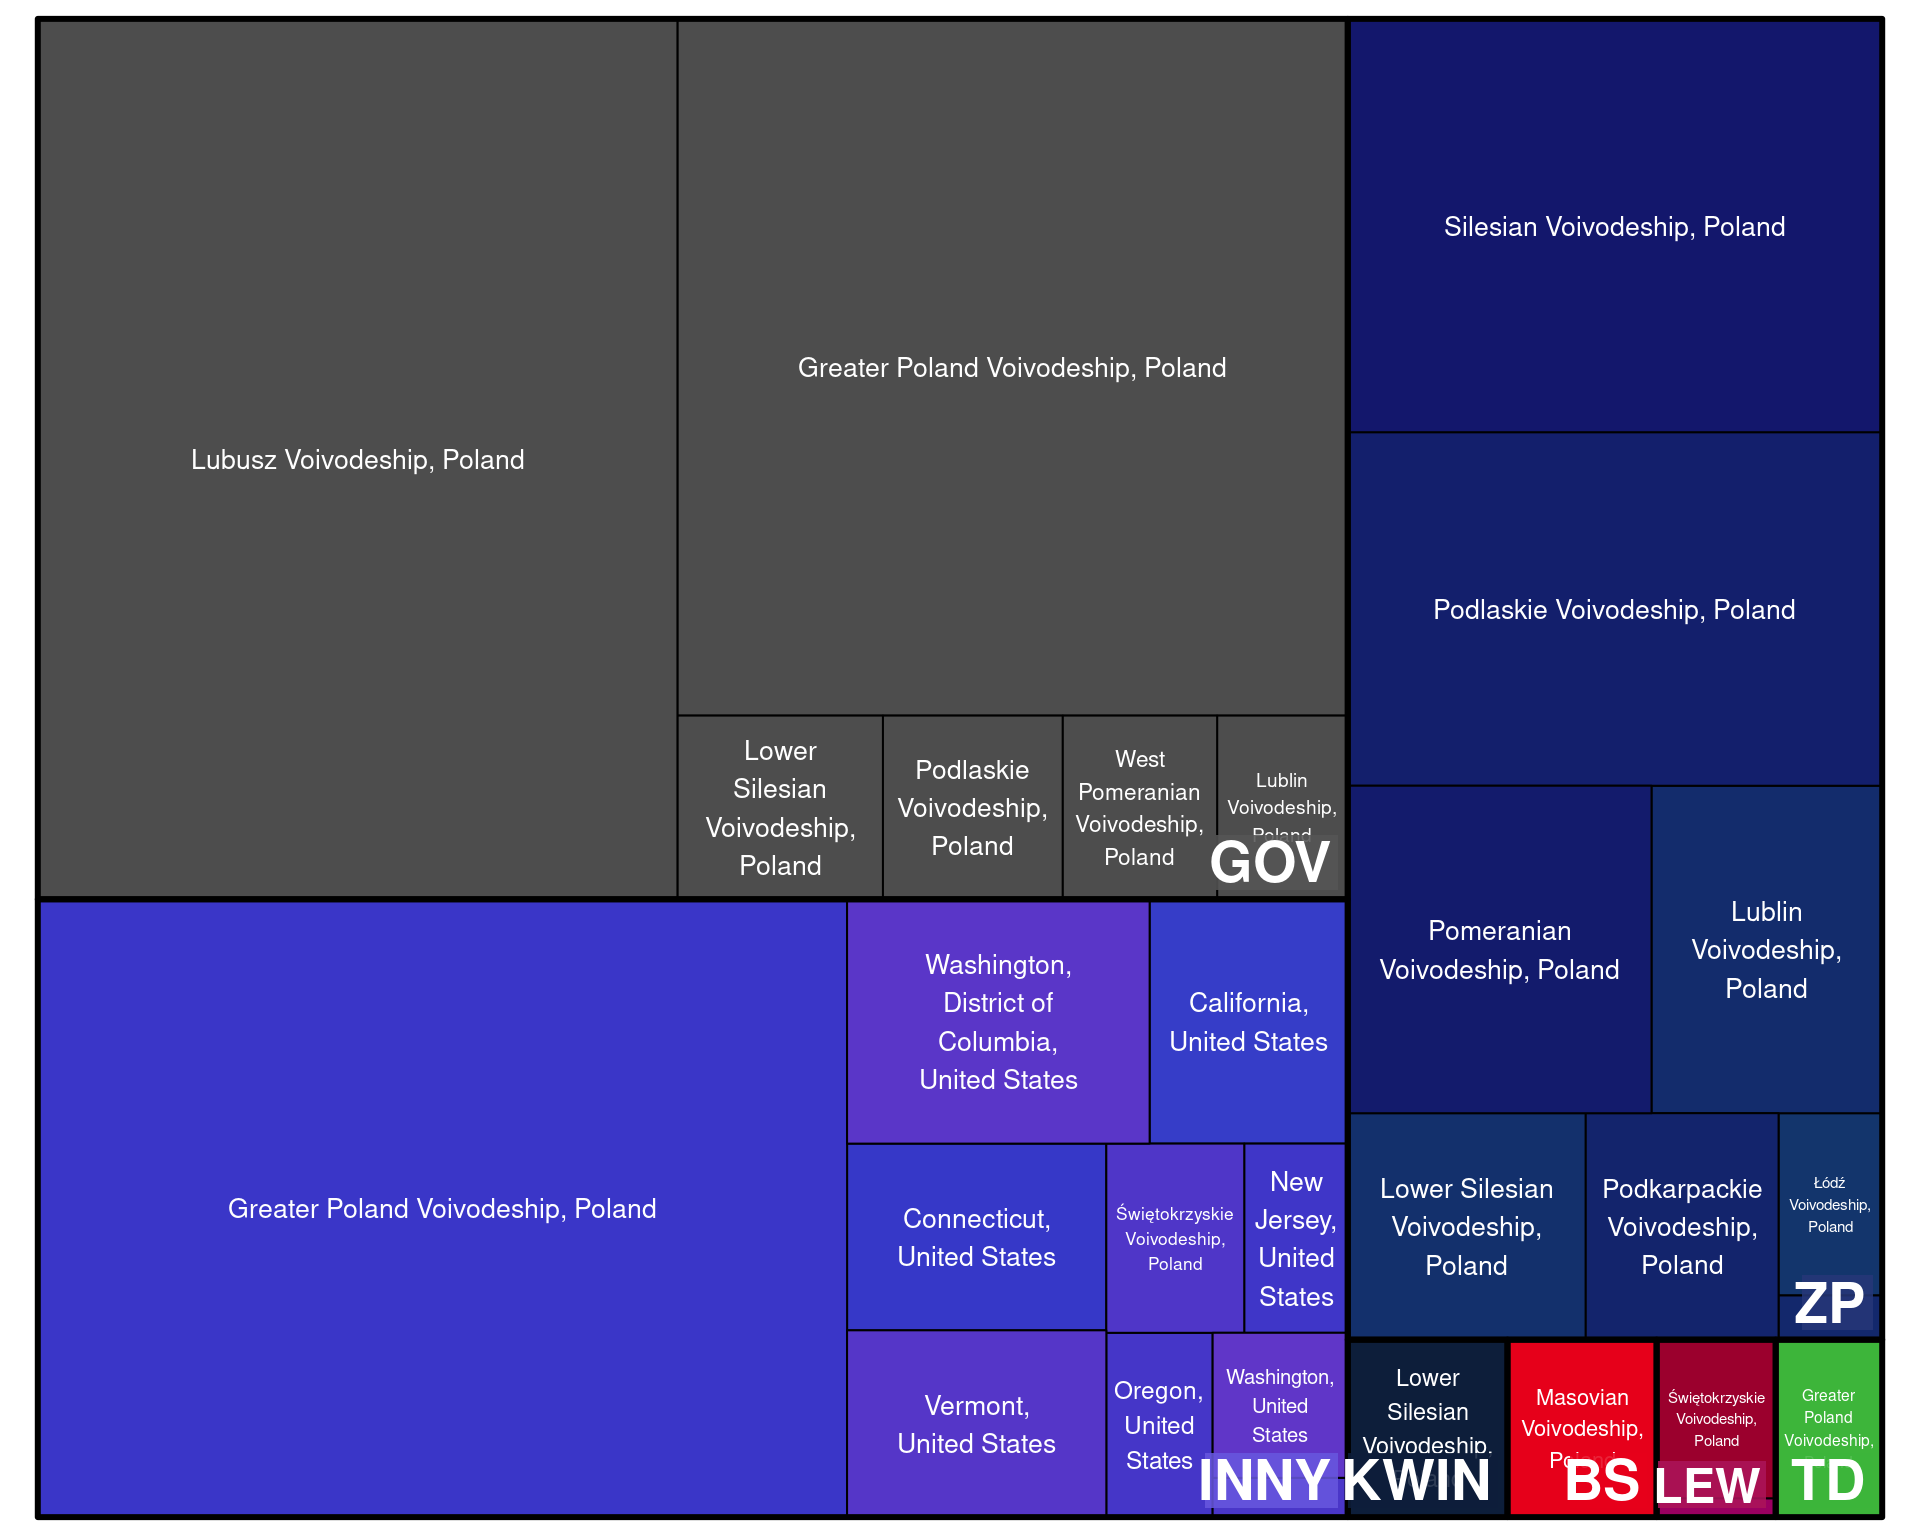 Lubusz Voivodeship, Poland
Greater Poland Voivodeship, Poland
Lower
Silesian
Voivodeship,
Poland
Podlaskie
Voivodeship,
Poland
West
Pomeranian
Voivodeship,
Poland
Lublin
Voivodeship,
Poland
GOV
Greater Poland Voivodeship, Poland
Washington,
District of
Columbia,
United States
California,
United States
Connecticut,
United States
Świętokrzyskie
Voivodeship,
Poland
New
Jersey,
United
States
Vermont,
United States
Oregon,
United
States
Washington,
United
States
INNY
Silesian Voivodeship, Poland
Podlaskie Voivodeship, Poland
Pomeranian
Voivodeship, Poland
Lublin
Voivodeship,
Poland
Lower Silesian
Voivodeship,
Poland
Podkarpackie
Voivodeship,
Poland
Łódź
Voivodeship,
Poland
ZP
Lower
Silesian
Voivodeship,
KWIN
Masovian
Voivodeship,
BS
Świętokrzyskie
Voivodeship,
Poland
LEW
Greater
Poland
Voivodeship,
TD